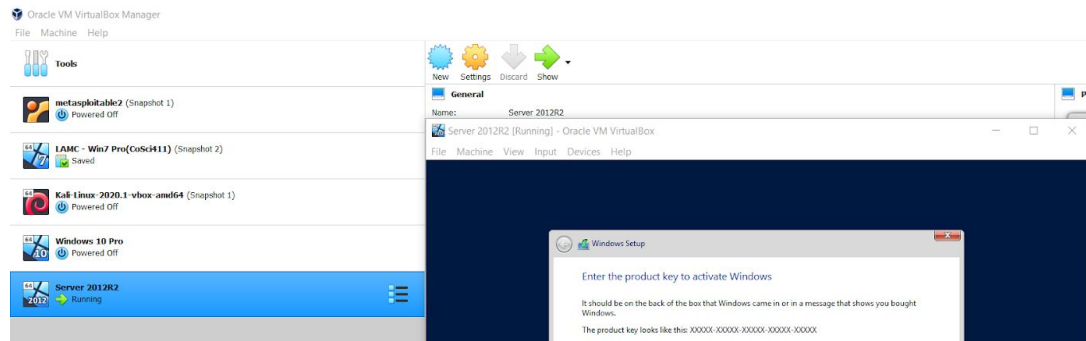 Oracle VM VirtualBox Manager
File Machine Help
Tools
New Settings Discard Show
metasploitable2 (Snapshot 1)
Powered Off
LAMC - Win7 Pro(CoSci411) (Snapshot 2)
Saved
Kali-Linux-2020.1-vbox-amd64 (Snapshot 1)
Powered Off
Windows 10 Pro
Powered Off
Server 2012R2
Running
General
Name: Server 2012R2
Server 2012R2 [Running] - Oracle VM VirtualBox
File Machine View Input Devices Help
Windows Setup
Enter the product key to activate Windows
It should be on the back of the box that Windows came in or in a message that shows you bought
Windows.
The product key looks like this: XXXXX-XXXXX-XXXXX-XXXXX-XXXXX